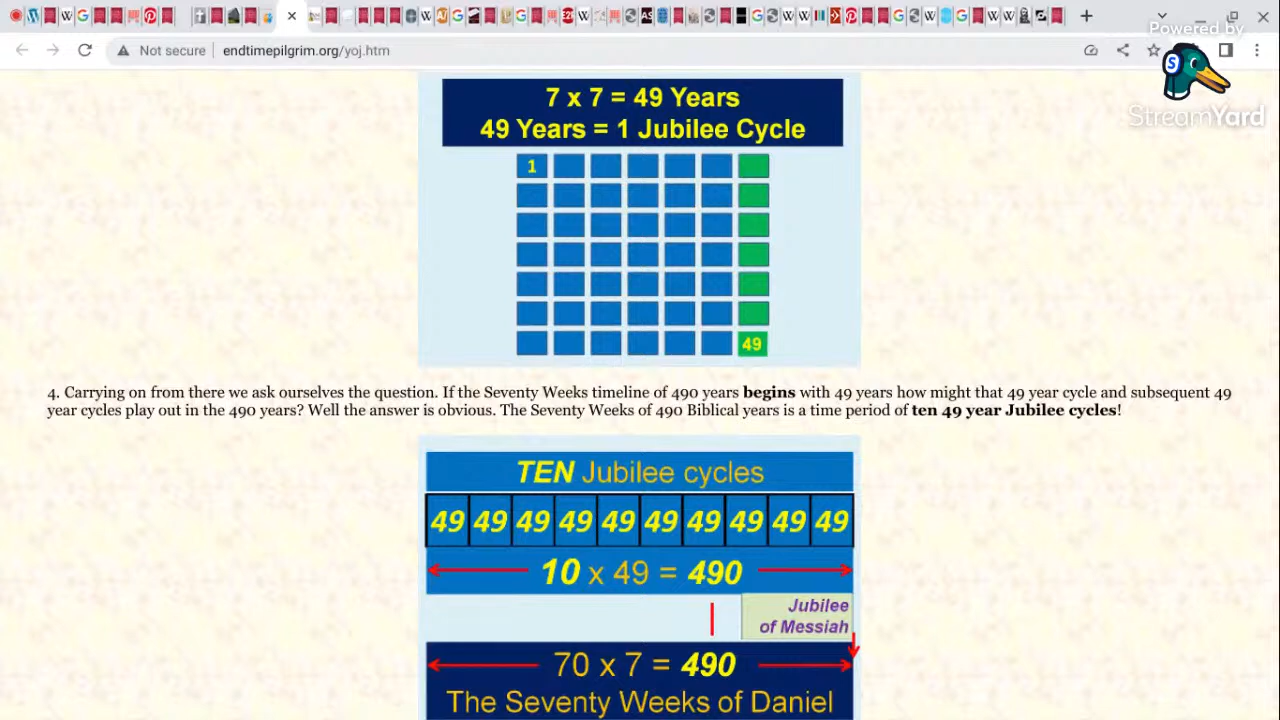 Powered by
StreamYard
Not secure
endtimepilgrim.org/yoj.htm
7 x 7 = 49 Years
49 Years = 1 Jubilee Cycle
1
49
4. Carrying on from there we ask ourselves the question. If the Seventy Weeks timeline of 490 years begins with 49 years how might that 49 year cycle and subsequent 49
year cycles play out in the 490 years? Well the answer is obvious. The Seventy Weeks of 490 Biblical years is a time period of ten 49 year Jubilee cycles!
TEN Jubilee cycles
49 49 49 49 49 49 49 49 49 49
10 x 49 = 490
Jubilee
of Messiah
70 x 7 = 490
The Seventy Weeks of Daniel